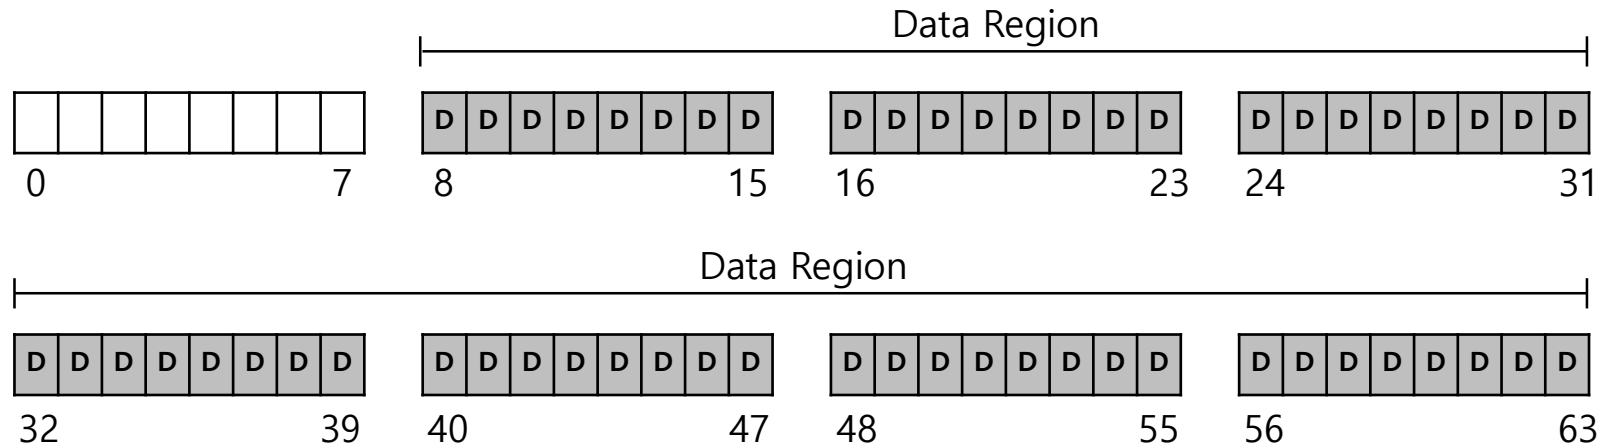 Data Region
D D D D D D D D D D D D D D D D D D D D D D D D
0 7 8 15 16 23 24 31
Data Region
D D D D D D D D D D D D D D D D D D D D D D D D D D D D D D D D
32 39 40 47 48 55 56 63